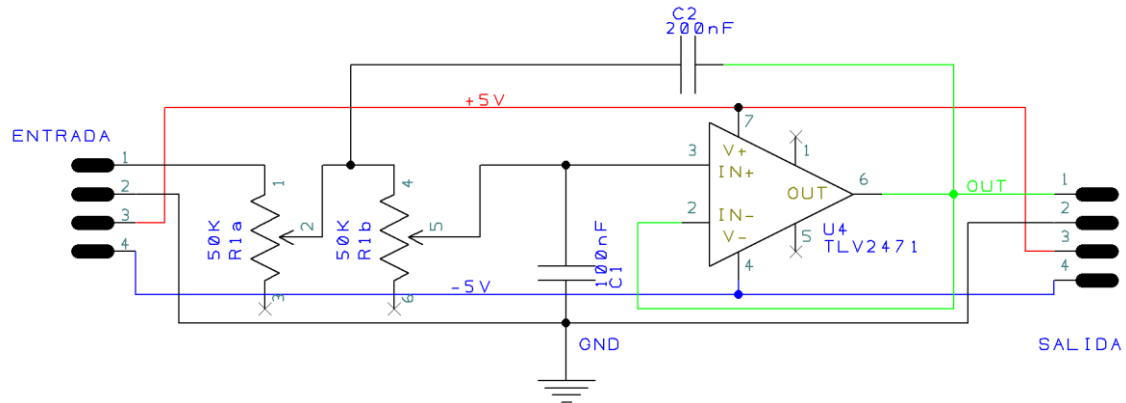 C2
200nF
+5V
ENTRADA
1
2
3
4
1
2
3
50K
R1a
4
5
6
50K
R1b
-5V
100nF
C1
3
2
7
V+
IN+
OUT
IN-
V-
4
1
5
6
U4
TLV2471
OUT
1
2
3
4
GND
SALIDA